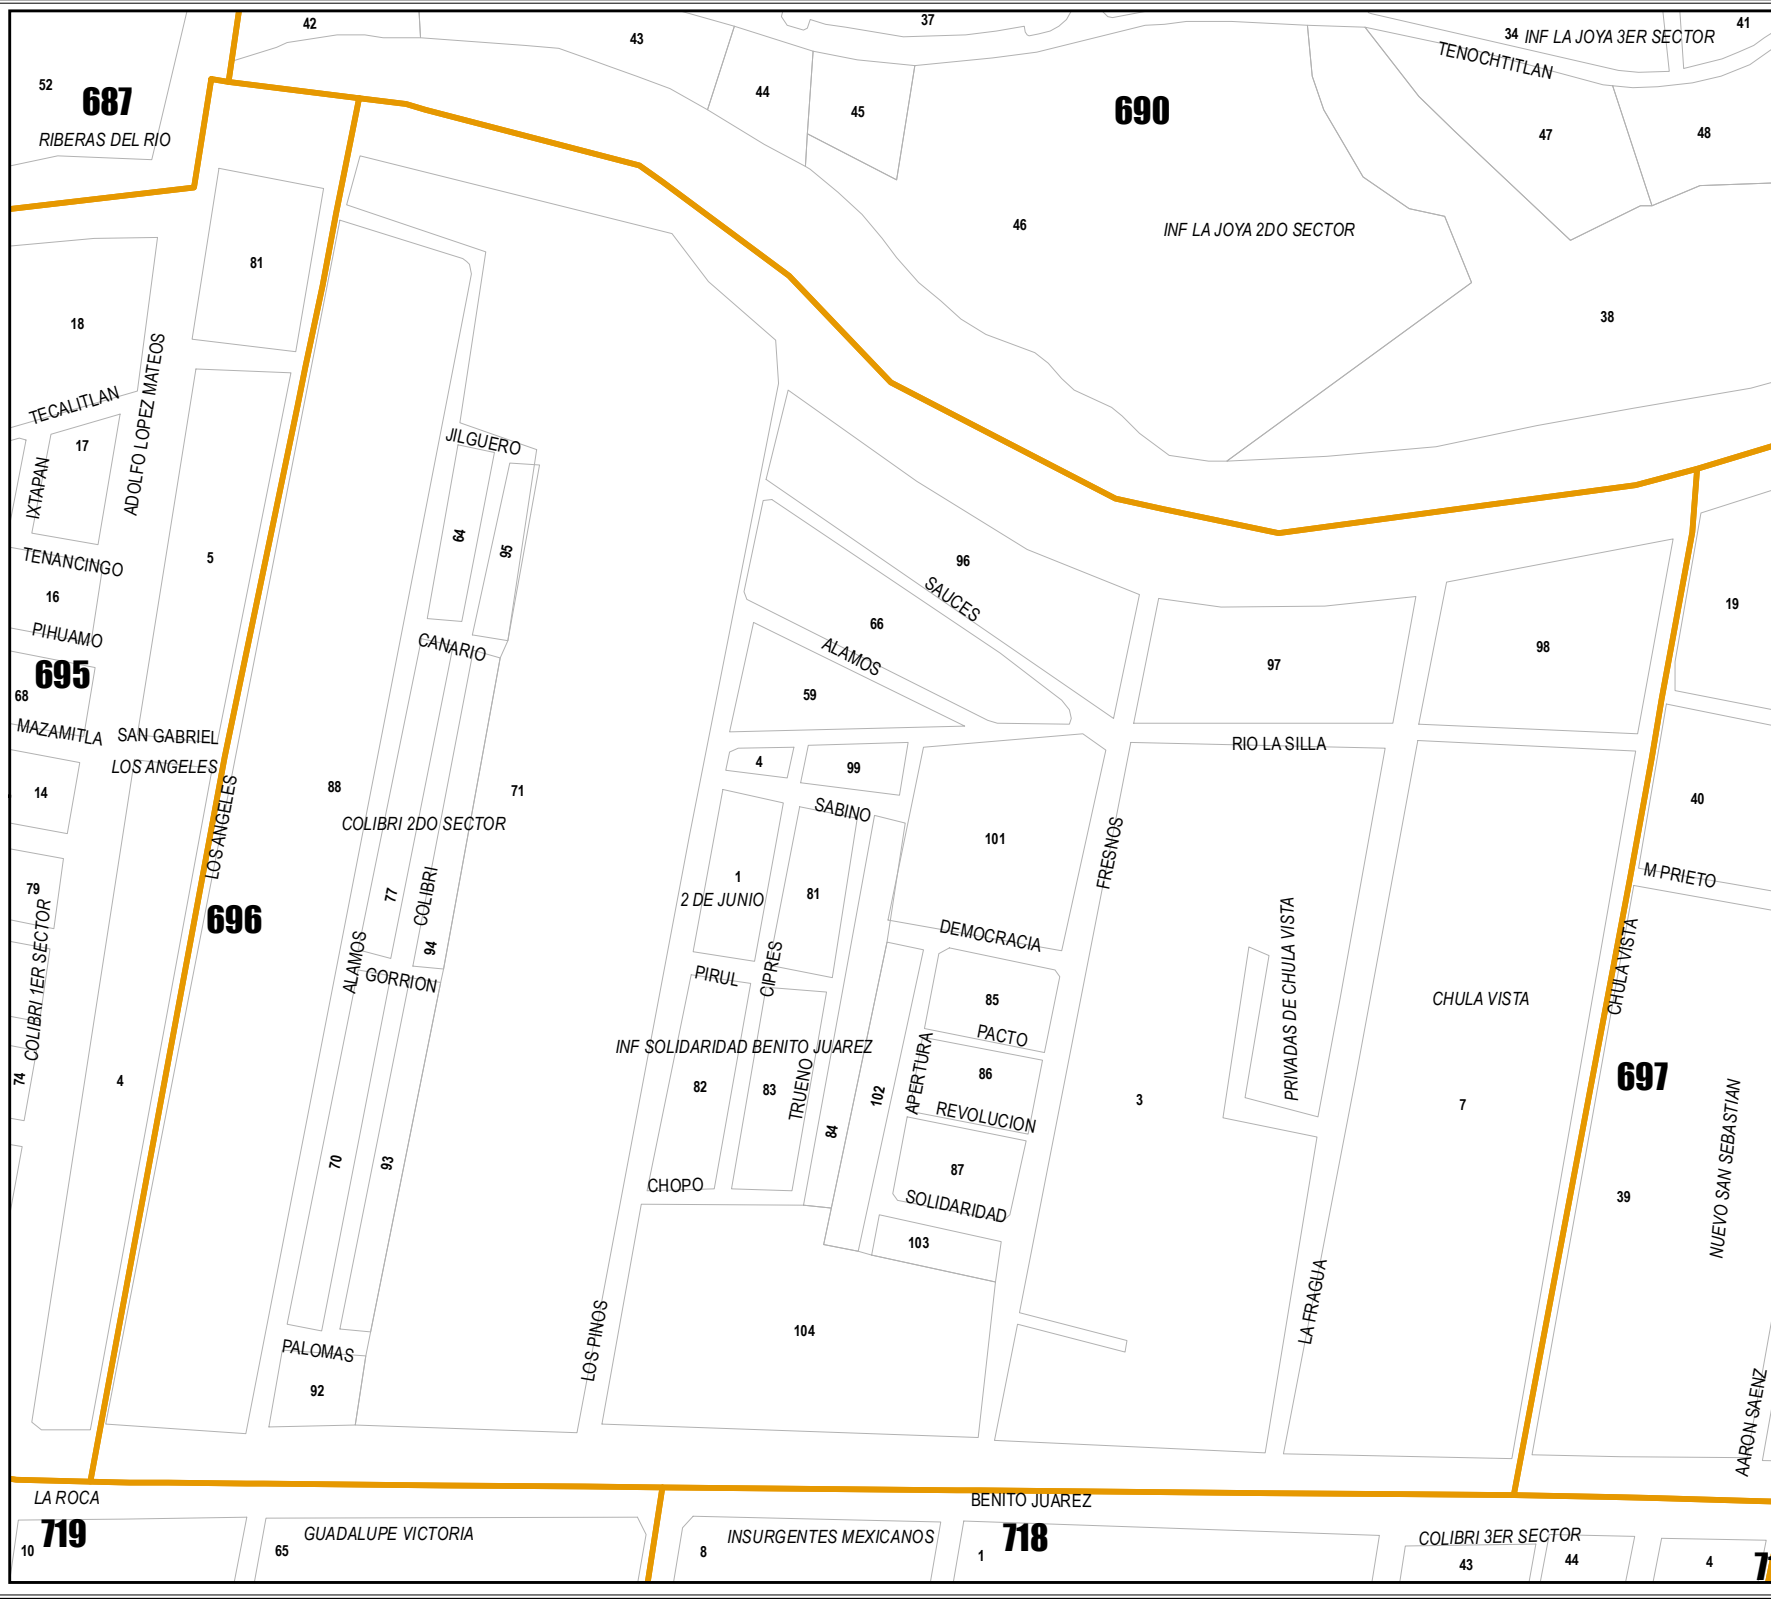 42
43
37
34
INF LA JOYA 3ER SECTOR
41
TENOCHTITLAN
52
687
RIBERAS DEL RIO
44
45
690
47
48
46
INF LA JOYA 2DO SECTOR
38
81
18
TECALITLAN
17
ADOLFO LOPEZ MATEOS
IXTAPAN
TENANCINGO
16
PIHUAMO
695
68
MAZAMITLA
SAN GABRIEL
LOS ANGELES
5
14
79
COLIBRI 1ER SECTOR
74
4
LOS ANGELES
696
JILGUERO
64
95
CANARIO
88
71
COLIBRI 2DO SECTOR
77
COLIBRI
94
ALAMOS
GORRION
70
93
PALOMAS
92
96
SAUCES
66
ALAMOS
59
97
98
19
RIO LA SILLA
4
99
SABINO
101
40
M PRIETO
1
2 DE JUNIO
81
FRESNOS
DEMOCRACIA
PIRUL
CIPRES
85
PACTO
INF SOLIDARIDAD BENITO JUAREZ
82
83
TRUENO
84
102
APERTURA
86
REVOLUCION
87
SOLIDARIDAD
CHOPO
103
104
LOS PINOS
3
PRIVADAS DE CHULA VISTA
CHULA VISTA
7
CHULA VISTA
697
39
NUEVO SAN SEBASTIAN
LA FRAGUA
AARON SAENZ
LA ROCA
719
10
65
GUADALUPE VICTORIA
8
INSURGENTES MEXICANOS
BENITO JUAREZ
718
1
COLIBRI 3ER SECTOR
43
44
4